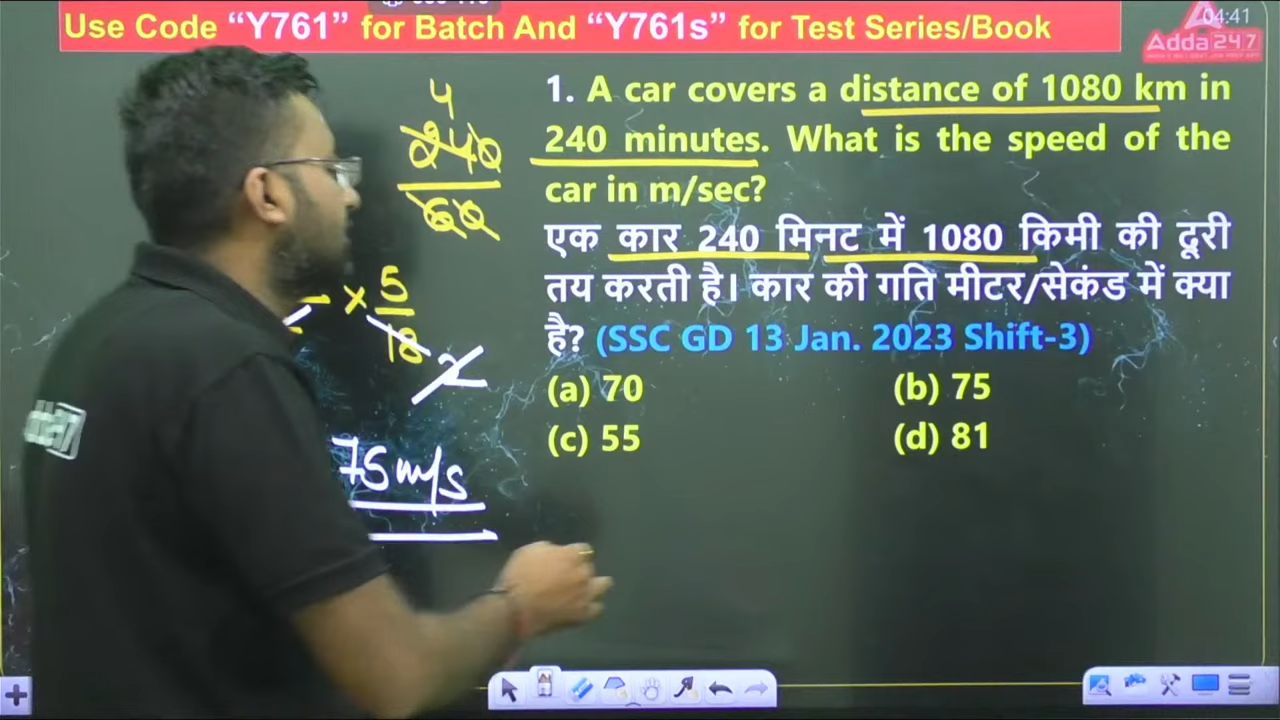 Use Code “Y761” for Batch And “Y761s” for Test Series/Book
04:41
Adda 247
1. A car covers a distance of 1080 km in
240 minutes. What is the speed of the
car in m/sec?
एक कार 240 मिनट में 1080 किमी की दूरी
तय करती है। कार की गति मीटर/सेकंड में क्या
है? (SSC GD 13 Jan. 2023 Shift-3)
(a) 70 (b) 75
(c) 55 (d) 81
4
240
60
× 5
18
2
75 m/s